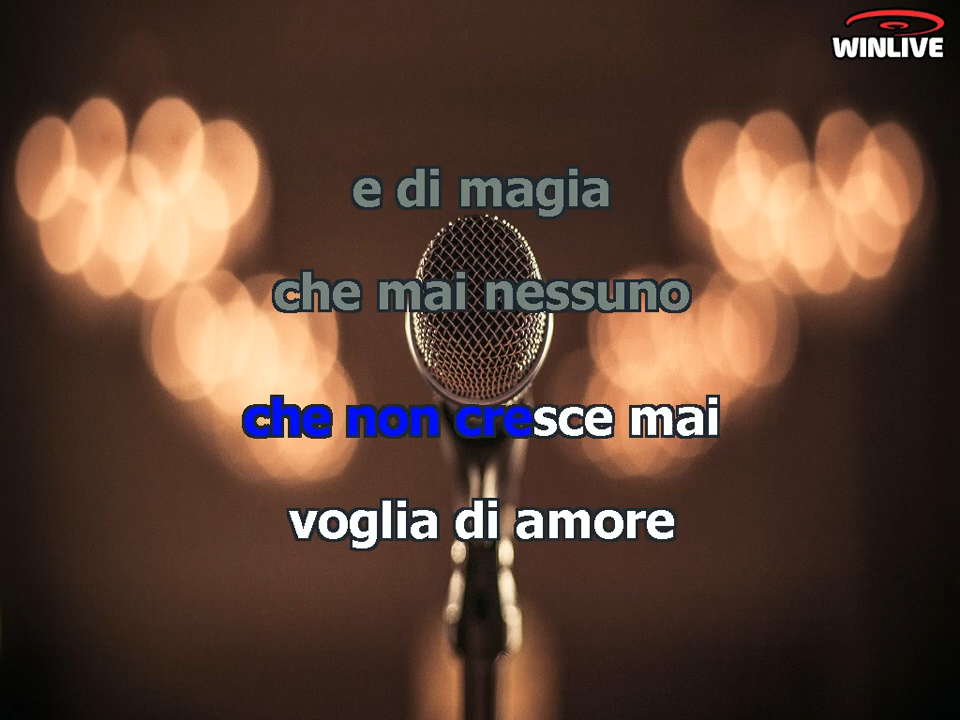 WINLIVE
e di magia
che mai nessuno
che non cresce mai
voglia di amore